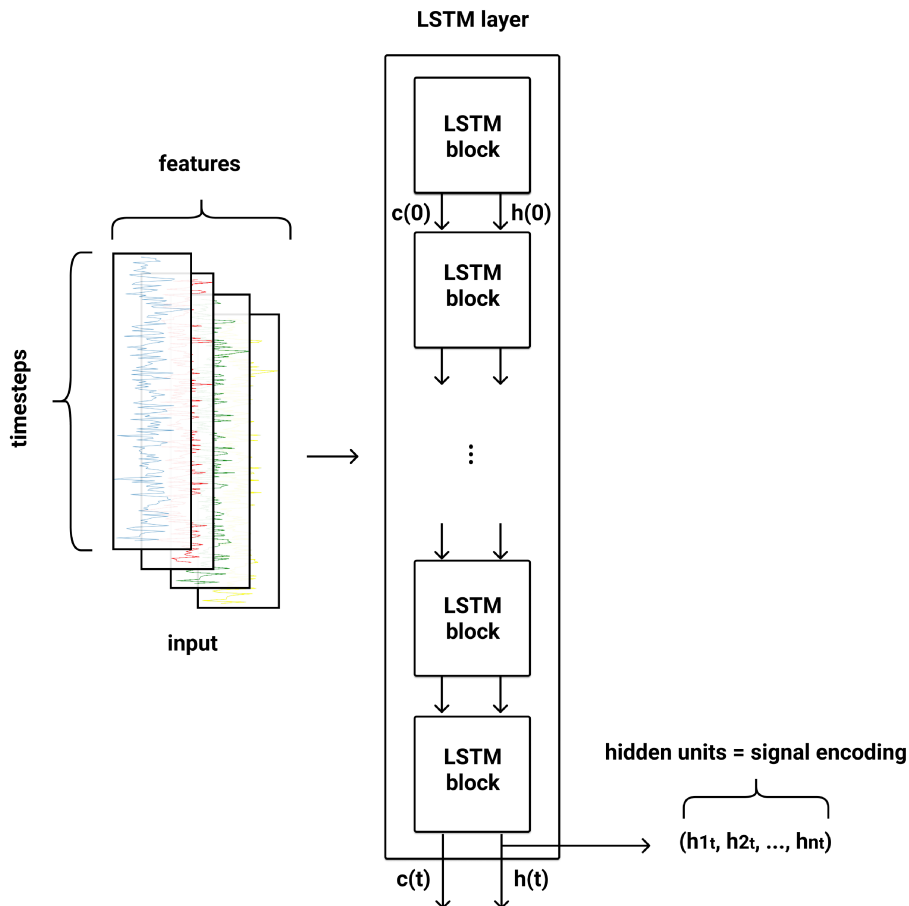 LSTM layer
LSTM
block
features
c(0)
h(0)
LSTM
block
timesteps
...
LSTM
block
input
LSTM
block
hidden units = signal encoding
(h1t, h2t, ..., hnt)
c(t)
h(t)